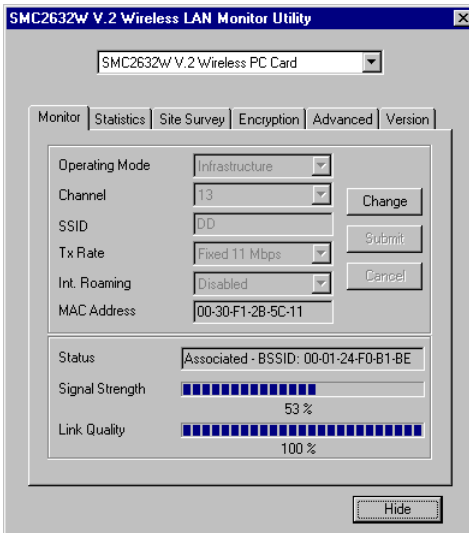 SMC2632W V.2 Wireless LAN Monitor Utility
SMC2632W V.2 Wireless PC Card
Monitor Statistics Site Survey Encryption Advanced Version
Operating Mode Infrastructure
Channel 13 Change
SSID DD
Submit
Tx Rate Fixed 11 Mbps
Cancel
Int. Roaming Disabled
MAC Address 00-30-F1-2B-5C-11
Status Associated - BSSID: 00-01-24-F0-B1-BE
Signal Strength
53 %
Link Quality
100 %
Hide